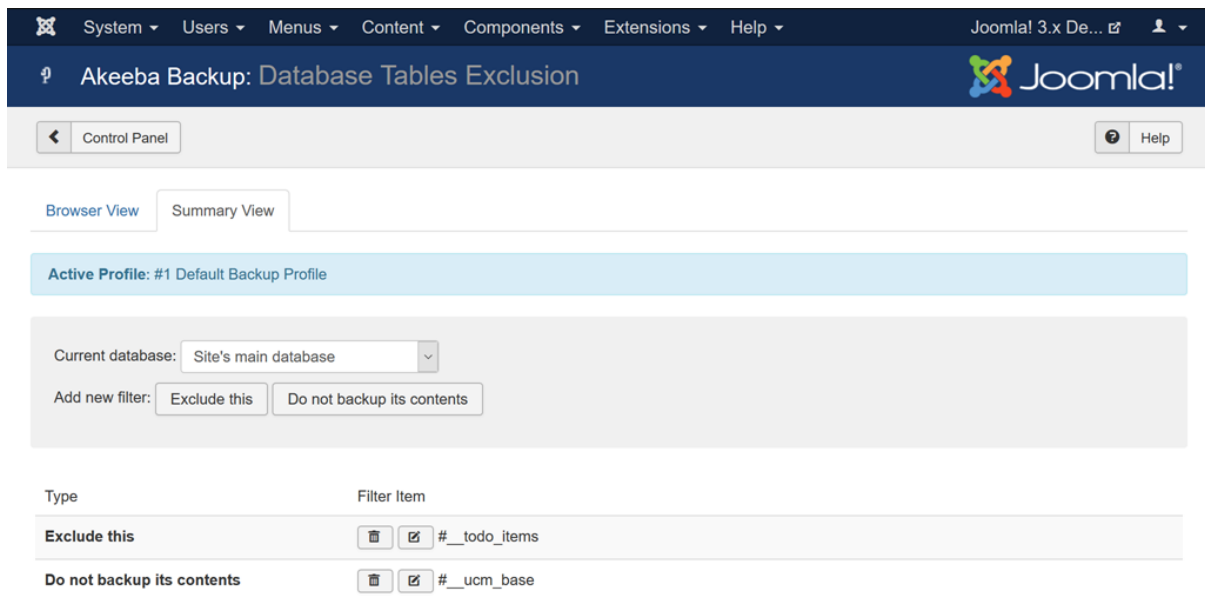 System Users Menus Content Components Extensions Help Joomla! 3.x De...
Akeeba Backup: Database Tables Exclusion Joomla!®
Control Panel Help
Browser View Summary View
Active Profile: #1 Default Backup Profile
Current database: Site's main database
Add new filter: Exclude this Do not backup its contents
Type Filter Item
Exclude this #__todo_items
Do not backup its contents #__ucm_base